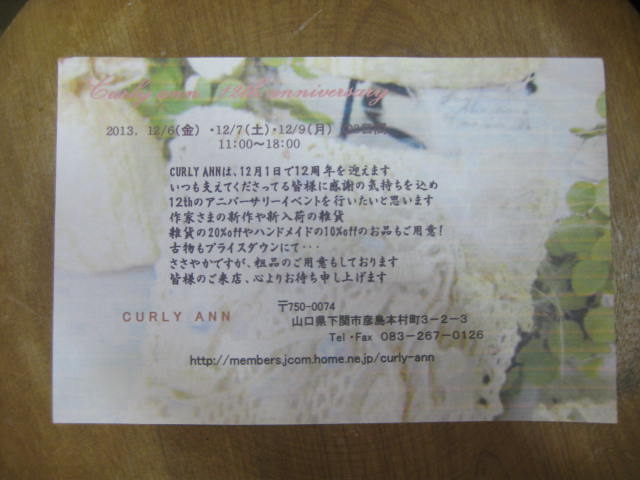 Curly ann 12th anniversary
2013. 12/6(金) ・12/7(土)・12/9(月) の3日間
11:00～18:00
CURLY ANNは、12月1日で12周年を迎えます
いつも支えてくださってる皆様に感謝の気持ちを込め
12thのアニバーサリーイベントを行いたいと思います
作家さまの新作や新入荷の雑貨
雑貨の20%offやハンドメイドの10%offのお品もご用意!
古物もプライスダウンにて・・・
ささやかですが、粗品のご用意もしております
皆様のご来店、心よりお待ち申し上げます
〒750-0074
CURLY ANN 山口県下関市彦島本村町3-2-3
Tel・Fax 083-267-0126
http://members.jcom.home.ne.jp/curly-ann